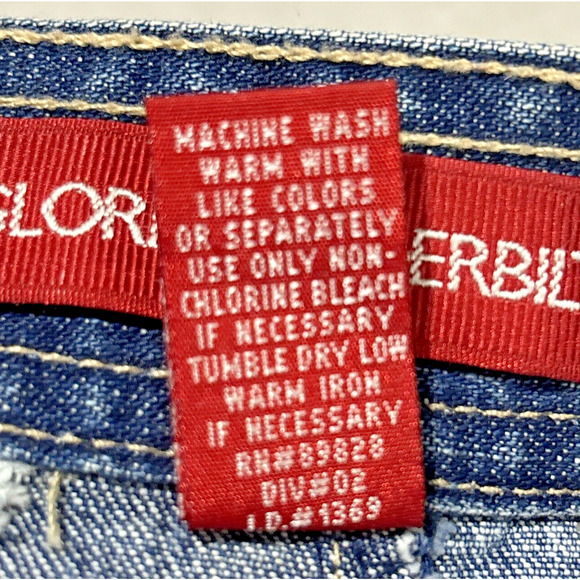 GLORI ERBIL
MACHINE WASH
WARM WITH
LIKE COLORS
OR SEPARATELY
USE ONLY NON-
CHLORINE BLEACH
IF NECESSARY
TUMBLE DRY LOW
WARM IRON
IF NECESSARY
RN#89828
DIV#02
I.D.#1369